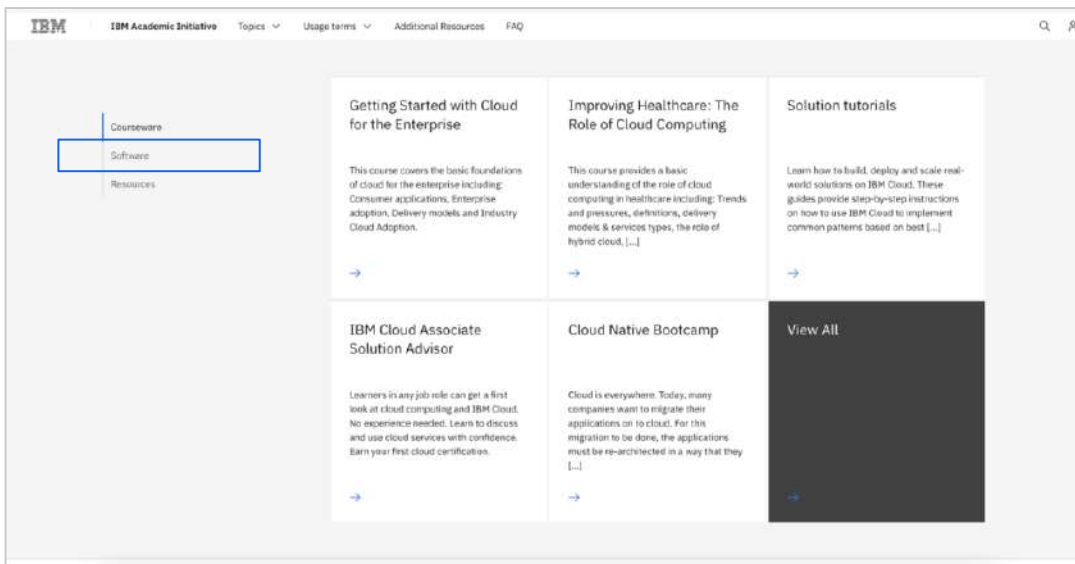 IBM
IBM Academic Initiative Topics Usage terms Additional Resources FAQ
Courseware
Software
Resources
Getting Started with Cloud
for the Enterprise
This course covers the basic foundations
of cloud for the enterprise including:
Consumer applications, Enterprise
adoption, Delivery models and Industry
Cloud Adoption.
→
Improving Healthcare: The
Role of Cloud Computing
This course provides a basic
understanding of the role of cloud
computing in healthcare including: Trends
and pressures, definitions, delivery
models & services types, the role of
hybrid cloud, [...]
→
Solution tutorials
Learn how to build, deploy and scale real-
world solutions on IBM Cloud. These
guides provide step-by-step instructions
on how to use IBM Cloud to implement
common patterns based on best [...]
→
IBM Cloud Associate
Solution Advisor
Learners in any job role can get a first
look at cloud computing and IBM Cloud.
No experience needed. Learn to discuss
and use cloud services with confidence.
Earn your first cloud certification.
→
Cloud Native Bootcamp
Cloud is everywhere. Today, many
companies want to migrate their
applications on to cloud. For this
migration to be done, the applications
must be re-architected in a way that they
[...]
→
View All
→